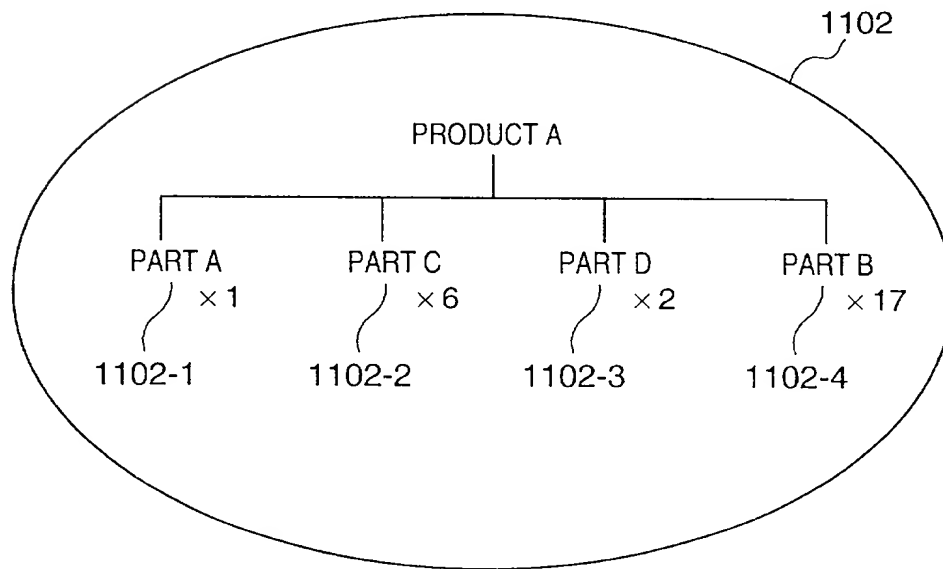 1102
PRODUCT A
PART A PART C PART D PART B
× 1 × 6 × 2 × 17
1102-1 1102-2 1102-3 1102-4